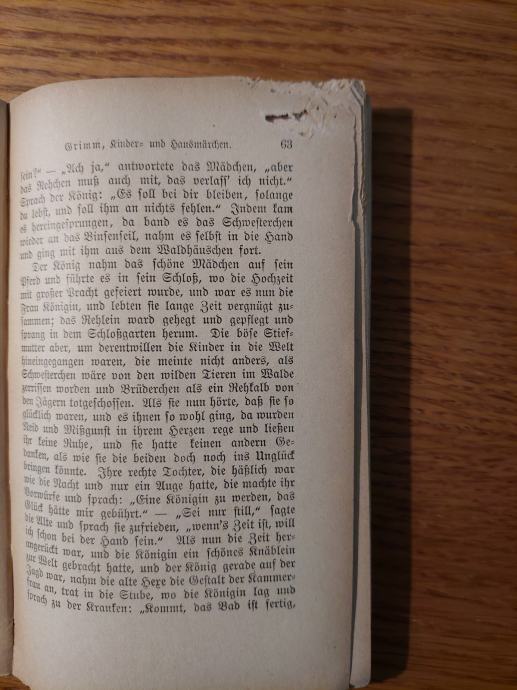 Grimm, Kinder- und Hausmärchen. 63
sein?“ — „Ach ja,“ antwortete das Mädchen, „aber
das Rehchen muß auch mit, das verlaff' ich nicht.“
Sprach der König: „Es soll bei dir bleiben, solange
du lebst, und soll ihm an nichts fehlen.“ Indem kam
es hereingesprungen, da band es das Schwesterchen
wieder an das Binsenseil, nahm es selbst in die Hand
und ging mit ihm aus dem Waldhäuschen fort.
Der König nahm das schöne Mädchen auf sein
Pferd und führte es in sein Schloß, wo die Hochzeit
mit großer Pracht gefeiert wurde, und war es nun die
Frau Königin, und lebten sie lange Zeit vergnügt zu-
sammen; das Rehlein ward gehegt und gepflegt und
sprang in dem Schloßgarten herum. Die böse Stief-
mutter aber, um derentwillen die Kinder in die Welt
hineingegangen waren, die meinte nicht anders, als
Schwesterchen wäre von den wilden Tieren im Walde
zerrissen worden und Brüderchen als ein Rehkalb von
den Jägern totgeschossen. Als sie nun hörte, daß sie so
glücklich waren, und es ihnen so wohl ging, da wurden
Neid und Mißgunst in ihrem Herzen rege und ließen
ihr keine Ruhe, und sie hatte keinen andern Ge-
danken, als wie sie die beiden doch noch ins Unglück
bringen könnte. Ihre rechte Tochter, die häßlich war
wie die Nacht und nur ein Auge hatte, die machte ihr
Vorwürfe und sprach: „Eine Königin zu werden, das
Glück hätte mir gebührt.“ — „Sei nur still,“ sagte
die Alte und sprach sie zufrieden, „wenn's Zeit ist, will
ich schon bei der Hand sein.“ Als nun die Zeit her-
angerückt war, und die Königin ein schönes Knäblein
zur Welt gebracht hatte, und der König gerade auf der
Jagd war, nahm die alte Hexe die Gestalt der Kammer-
frau an, trat in die Stube, wo die Königin lag und
sprach zu der Kranken: „Kommt, das Bad ist fertig,